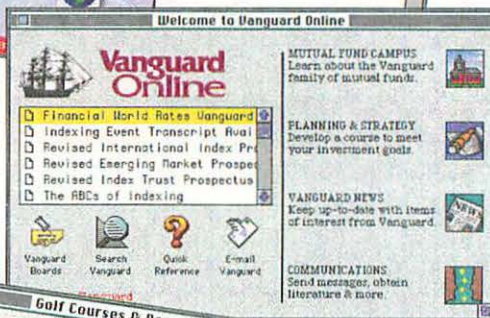 Welcome to Vanguard Online
Vanguard
Online
Financial World Rates Vanguard
Indexing Event Transcript Avai
Revised International Index Pro
Revised Emerging Market Prospe
Revised Index Trust Prospectus
The ABCs of Indexing
Vanguard
Boards
Search
Vanguard
Quick
Reference
E-mail
Vanguard
MUTUAL FUND CAMPUS
Learn about the Vanguard
family of mutual funds.
PLANNING & STRATEGY
Develop a course to meet
your investment goals.
VANGUARD NEWS
Keep up-to-date with items
of interest from Vanguard.
NEWS
COMMUNICATIONS
Send messages, obtain
literature & more.
Vanguard
Golf Courses &